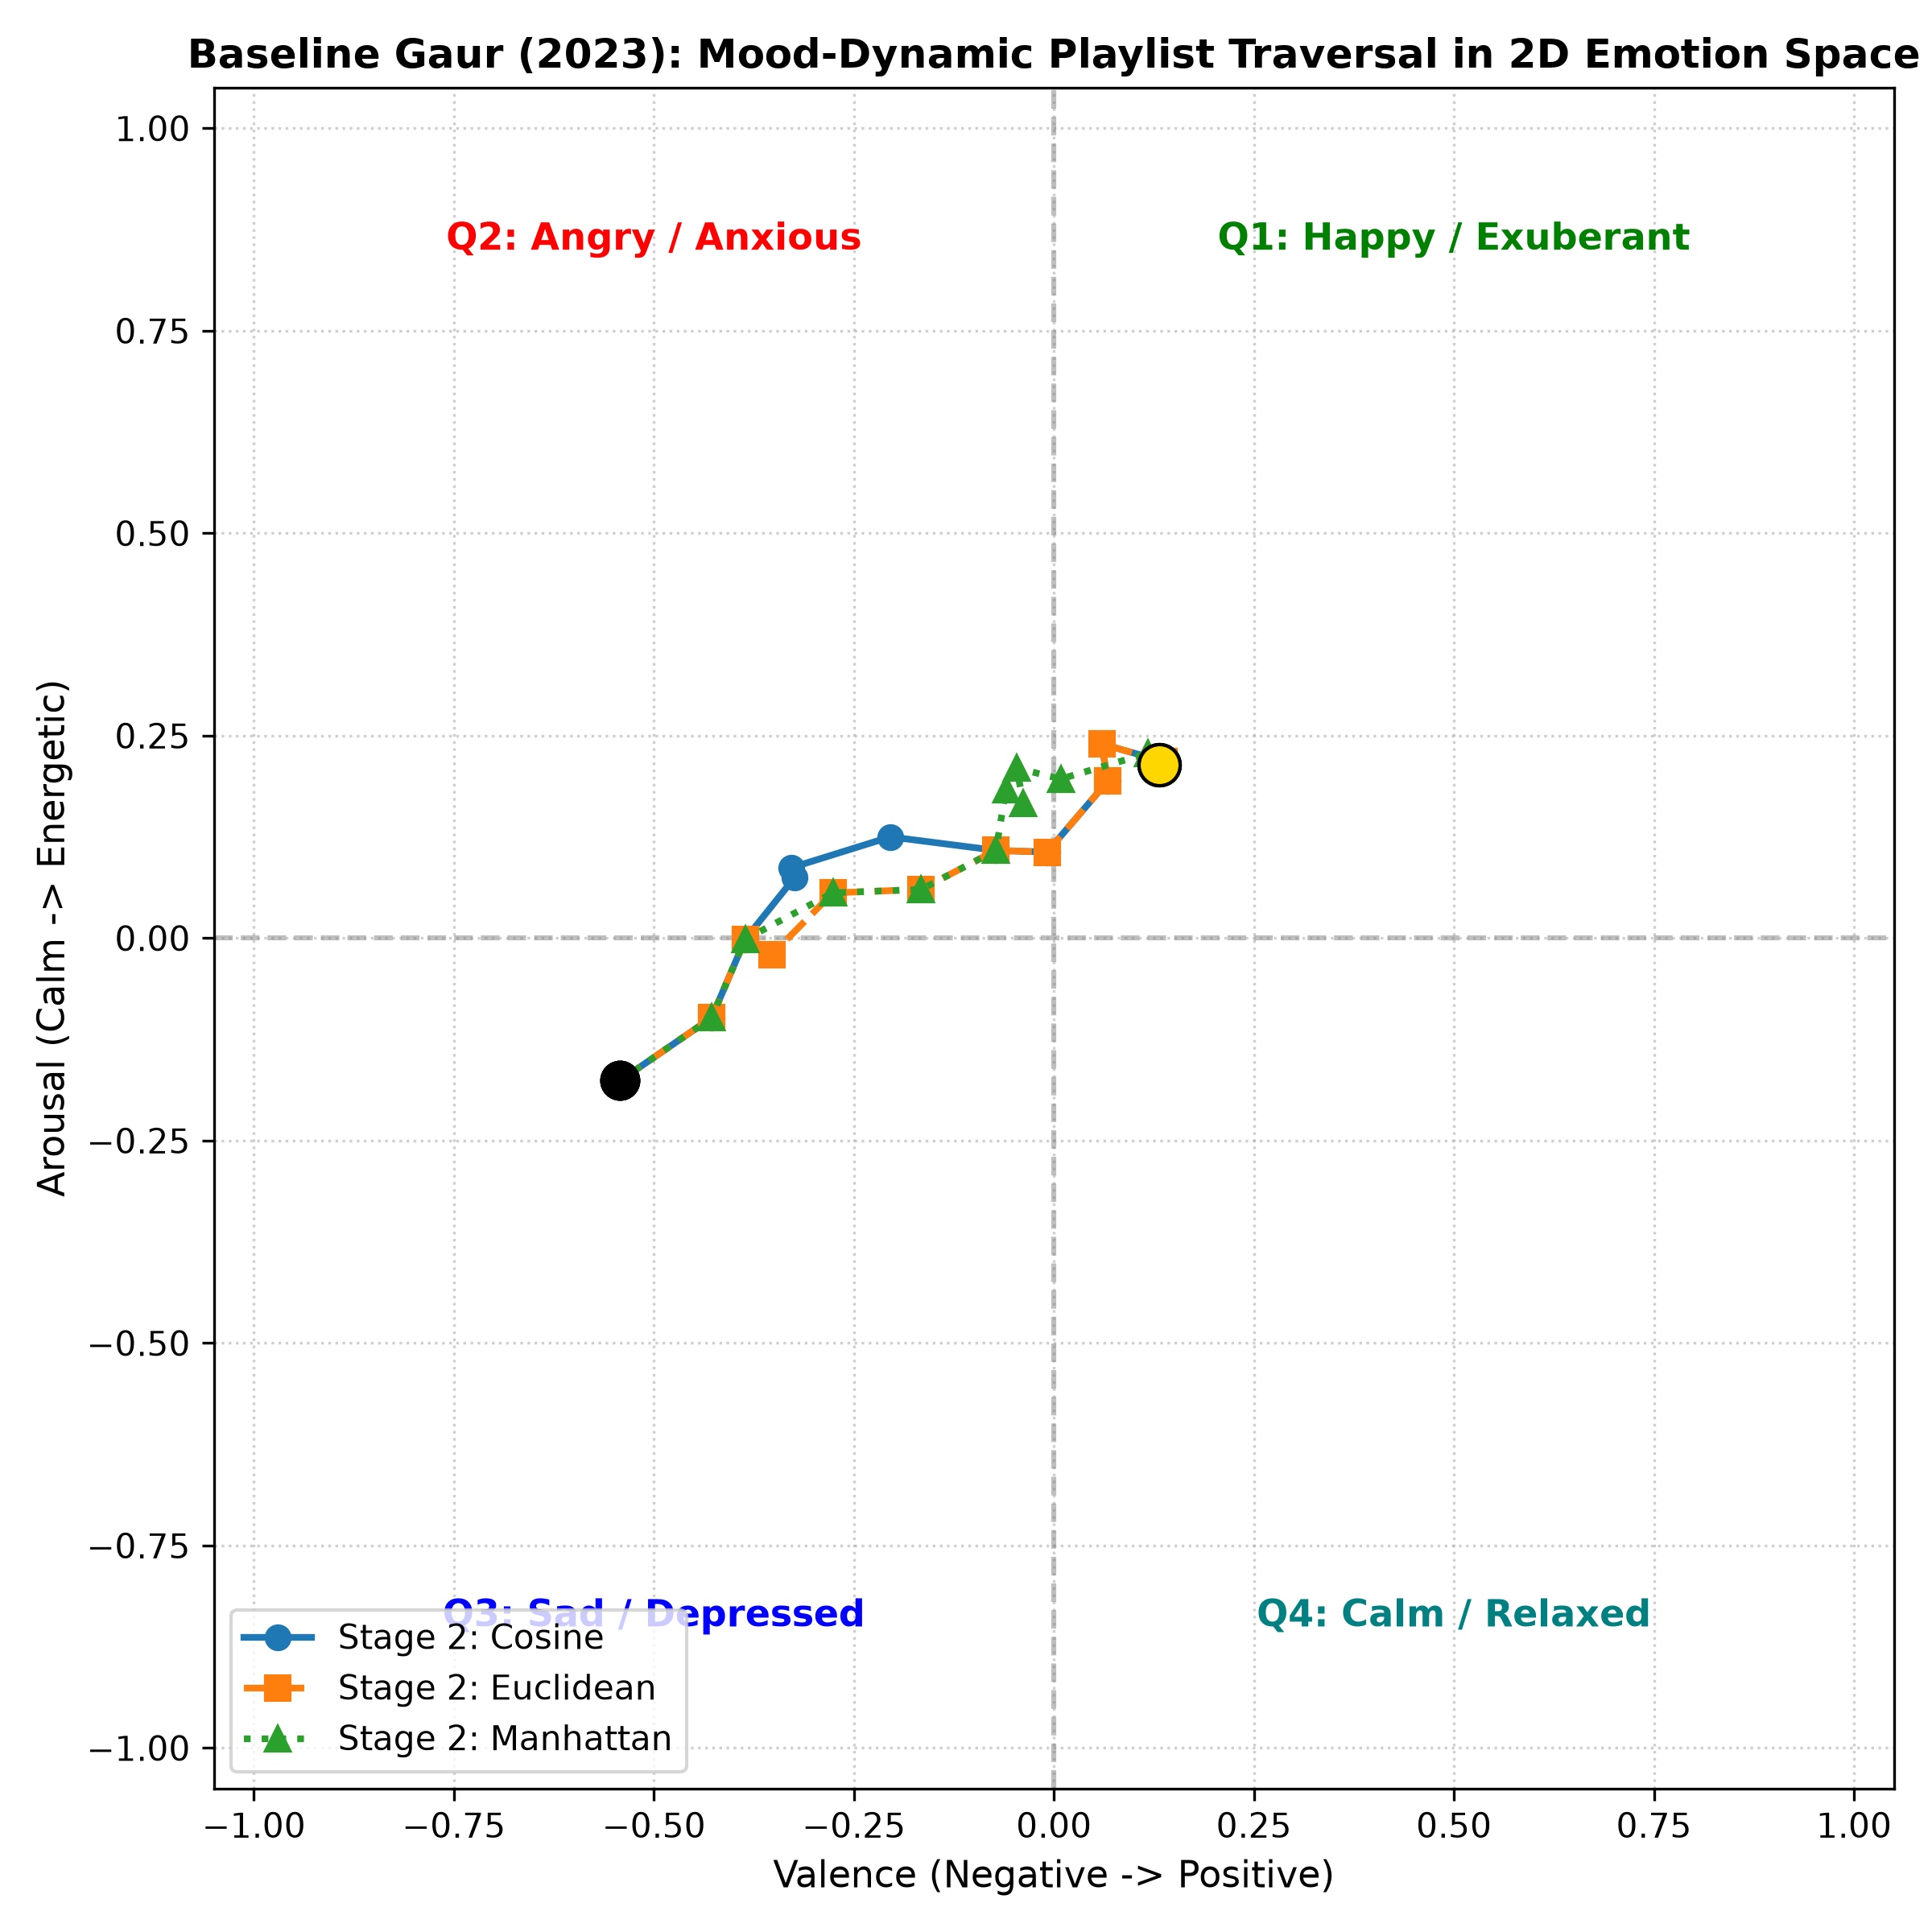 Baseline Gaur (2023): Mood-Dynamic Playlist Traversal in 2D Emotion Space
Q2: Angry / Anxious
Q1: Happy / Exuberant
Q3: Sad / Depressed
Q4: Calm / Relaxed
Stage 2: Cosine
Stage 2: Euclidean
Stage 2: Manhattan
1.00
0.75
0.50
0.25
0.00
−0.25
−0.50
−0.75
−1.00
Arousal (Calm -> Energetic)
−1.00 −0.75 −0.50 −0.25 0.00 0.25 0.50 0.75 1.00
Valence (Negative -> Positive)